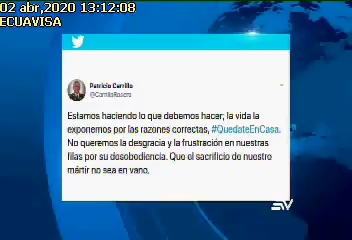 02 abr,2020 13:12:08
ECUAVISA
Patricio Carrillo
@CarrilloRosero
Estamos haciendo lo que debemos hacer; la vida la
exponemos por las razones correctas, #QuedateEnCasa.
No queremos la desgracia y la frustración en nuestras
filas por su desobediencia. Que el sacrificio de nuestro
mártir no sea en vano.